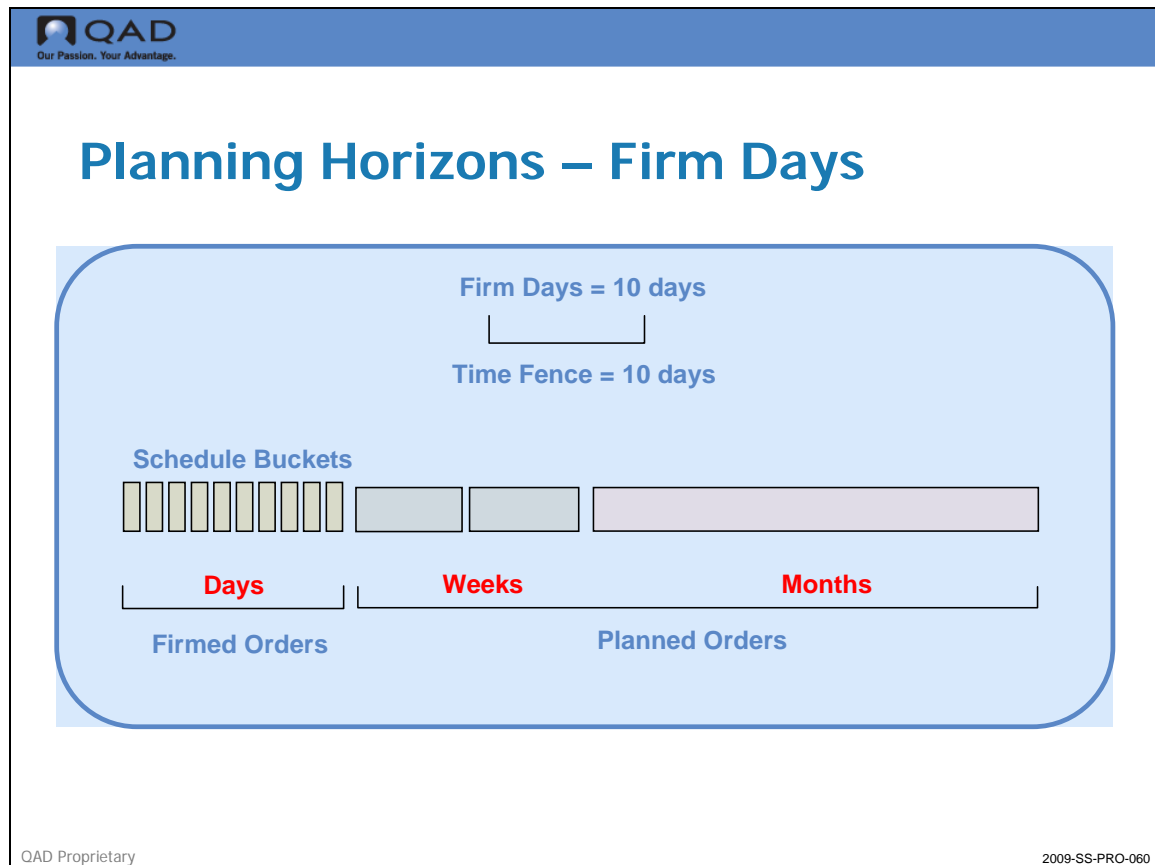 QAD
Our Passion. Your Advantage.
Planning Horizons – Firm Days
Firm Days = 10 days
Time Fence = 10 days
Schedule Buckets
Days Weeks Months
Firmed Orders Planned Orders
QAD Proprietary 2009-SS-PRO-060